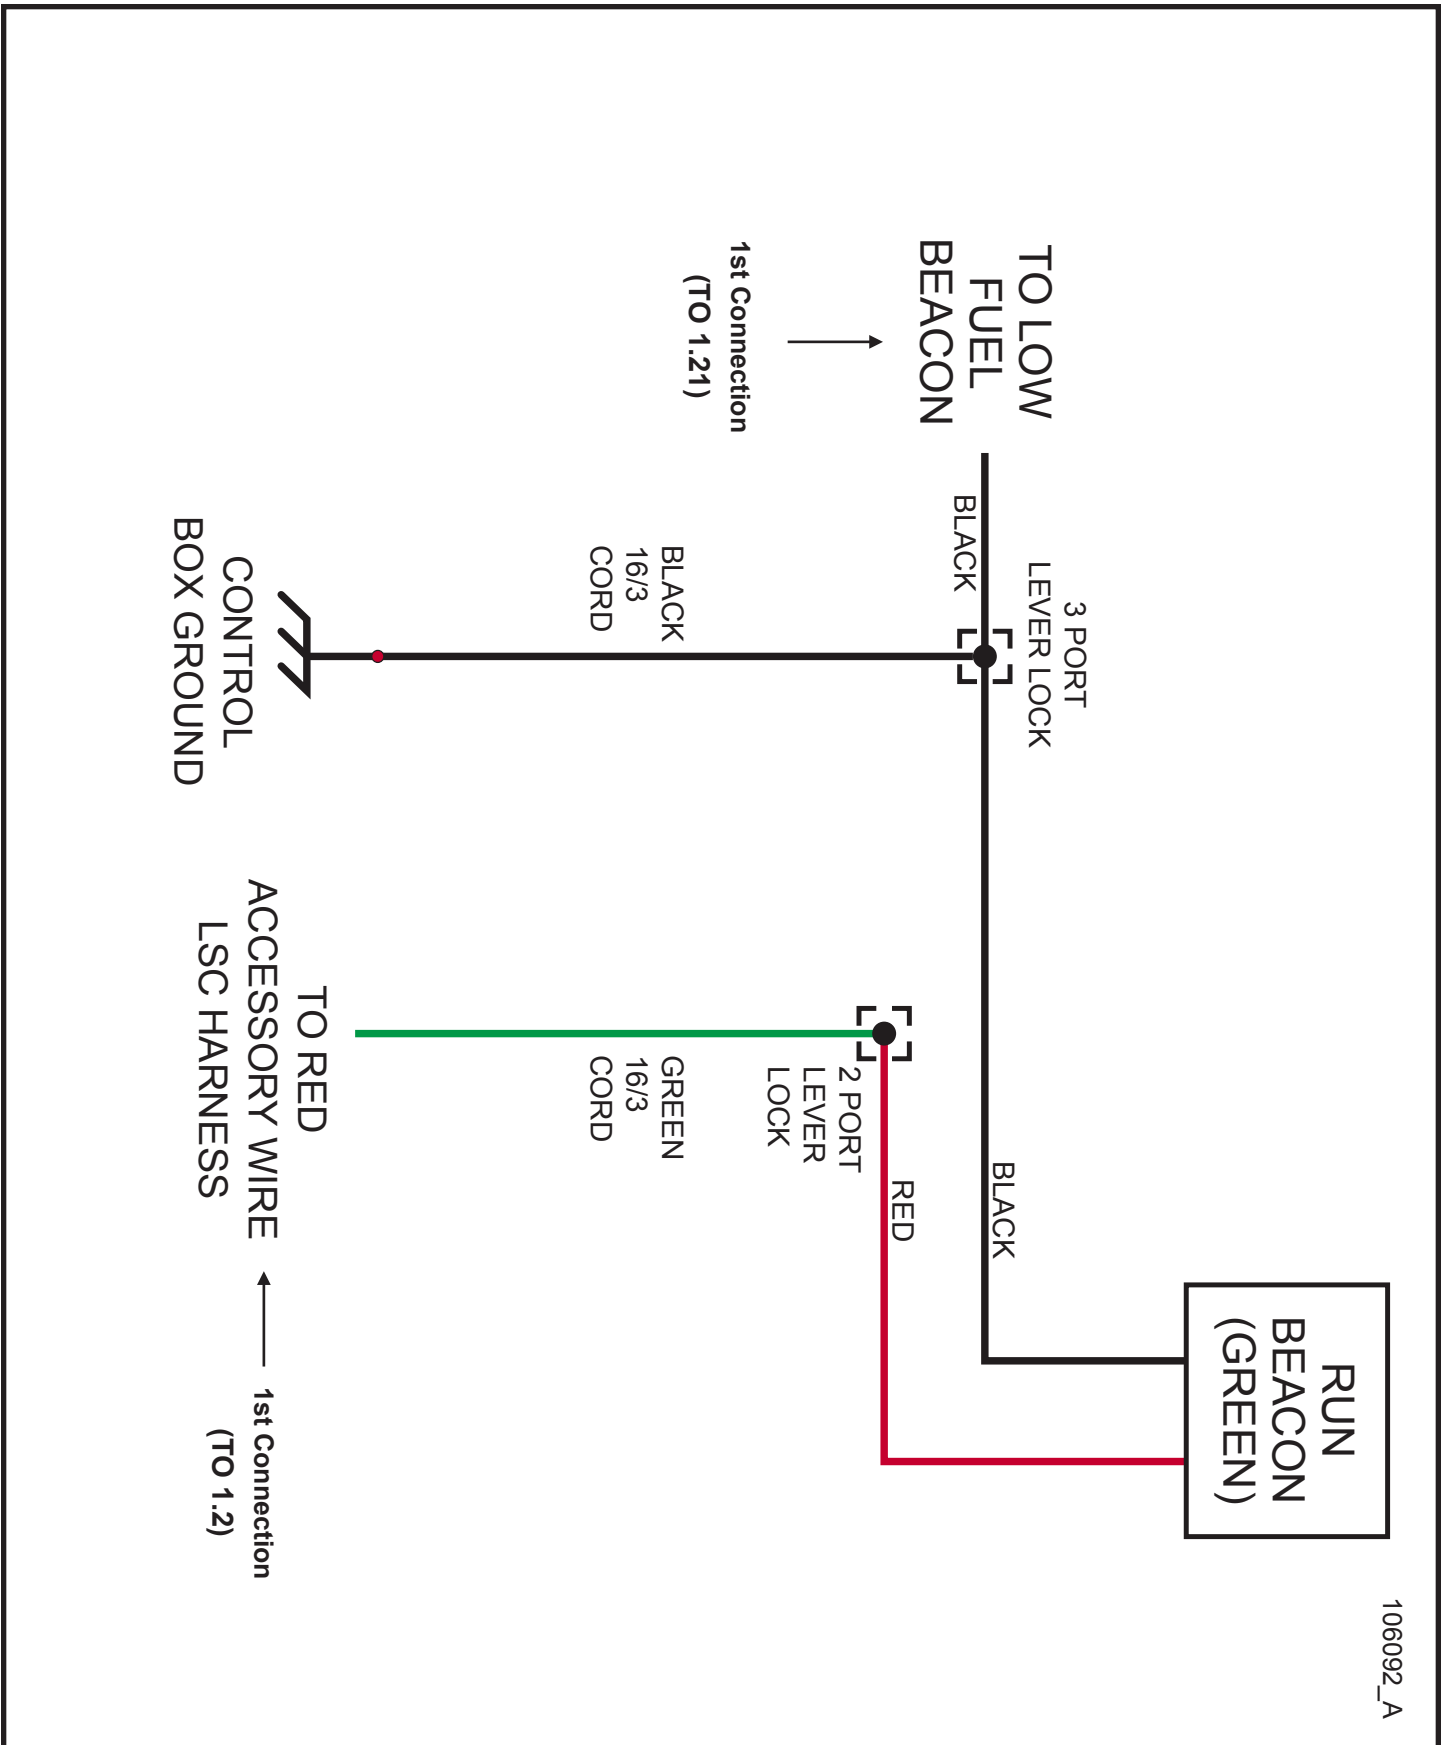 106092_A
RUN
BEACON
(GREEN)
TO LOW
FUEL
BEACON
1st Connection
(TO 1.21)
BLACK
3 PORT
LEVER LOCK
BLACK
RED
2 PORT
LEVER
LOCK
BLACK
16/3
CORD
GREEN
16/3
CORD
CONTROL
BOX GROUND
TO RED
ACCESSORY WIRE
LSC HARNESS
1st Connection
(TO 1.2)